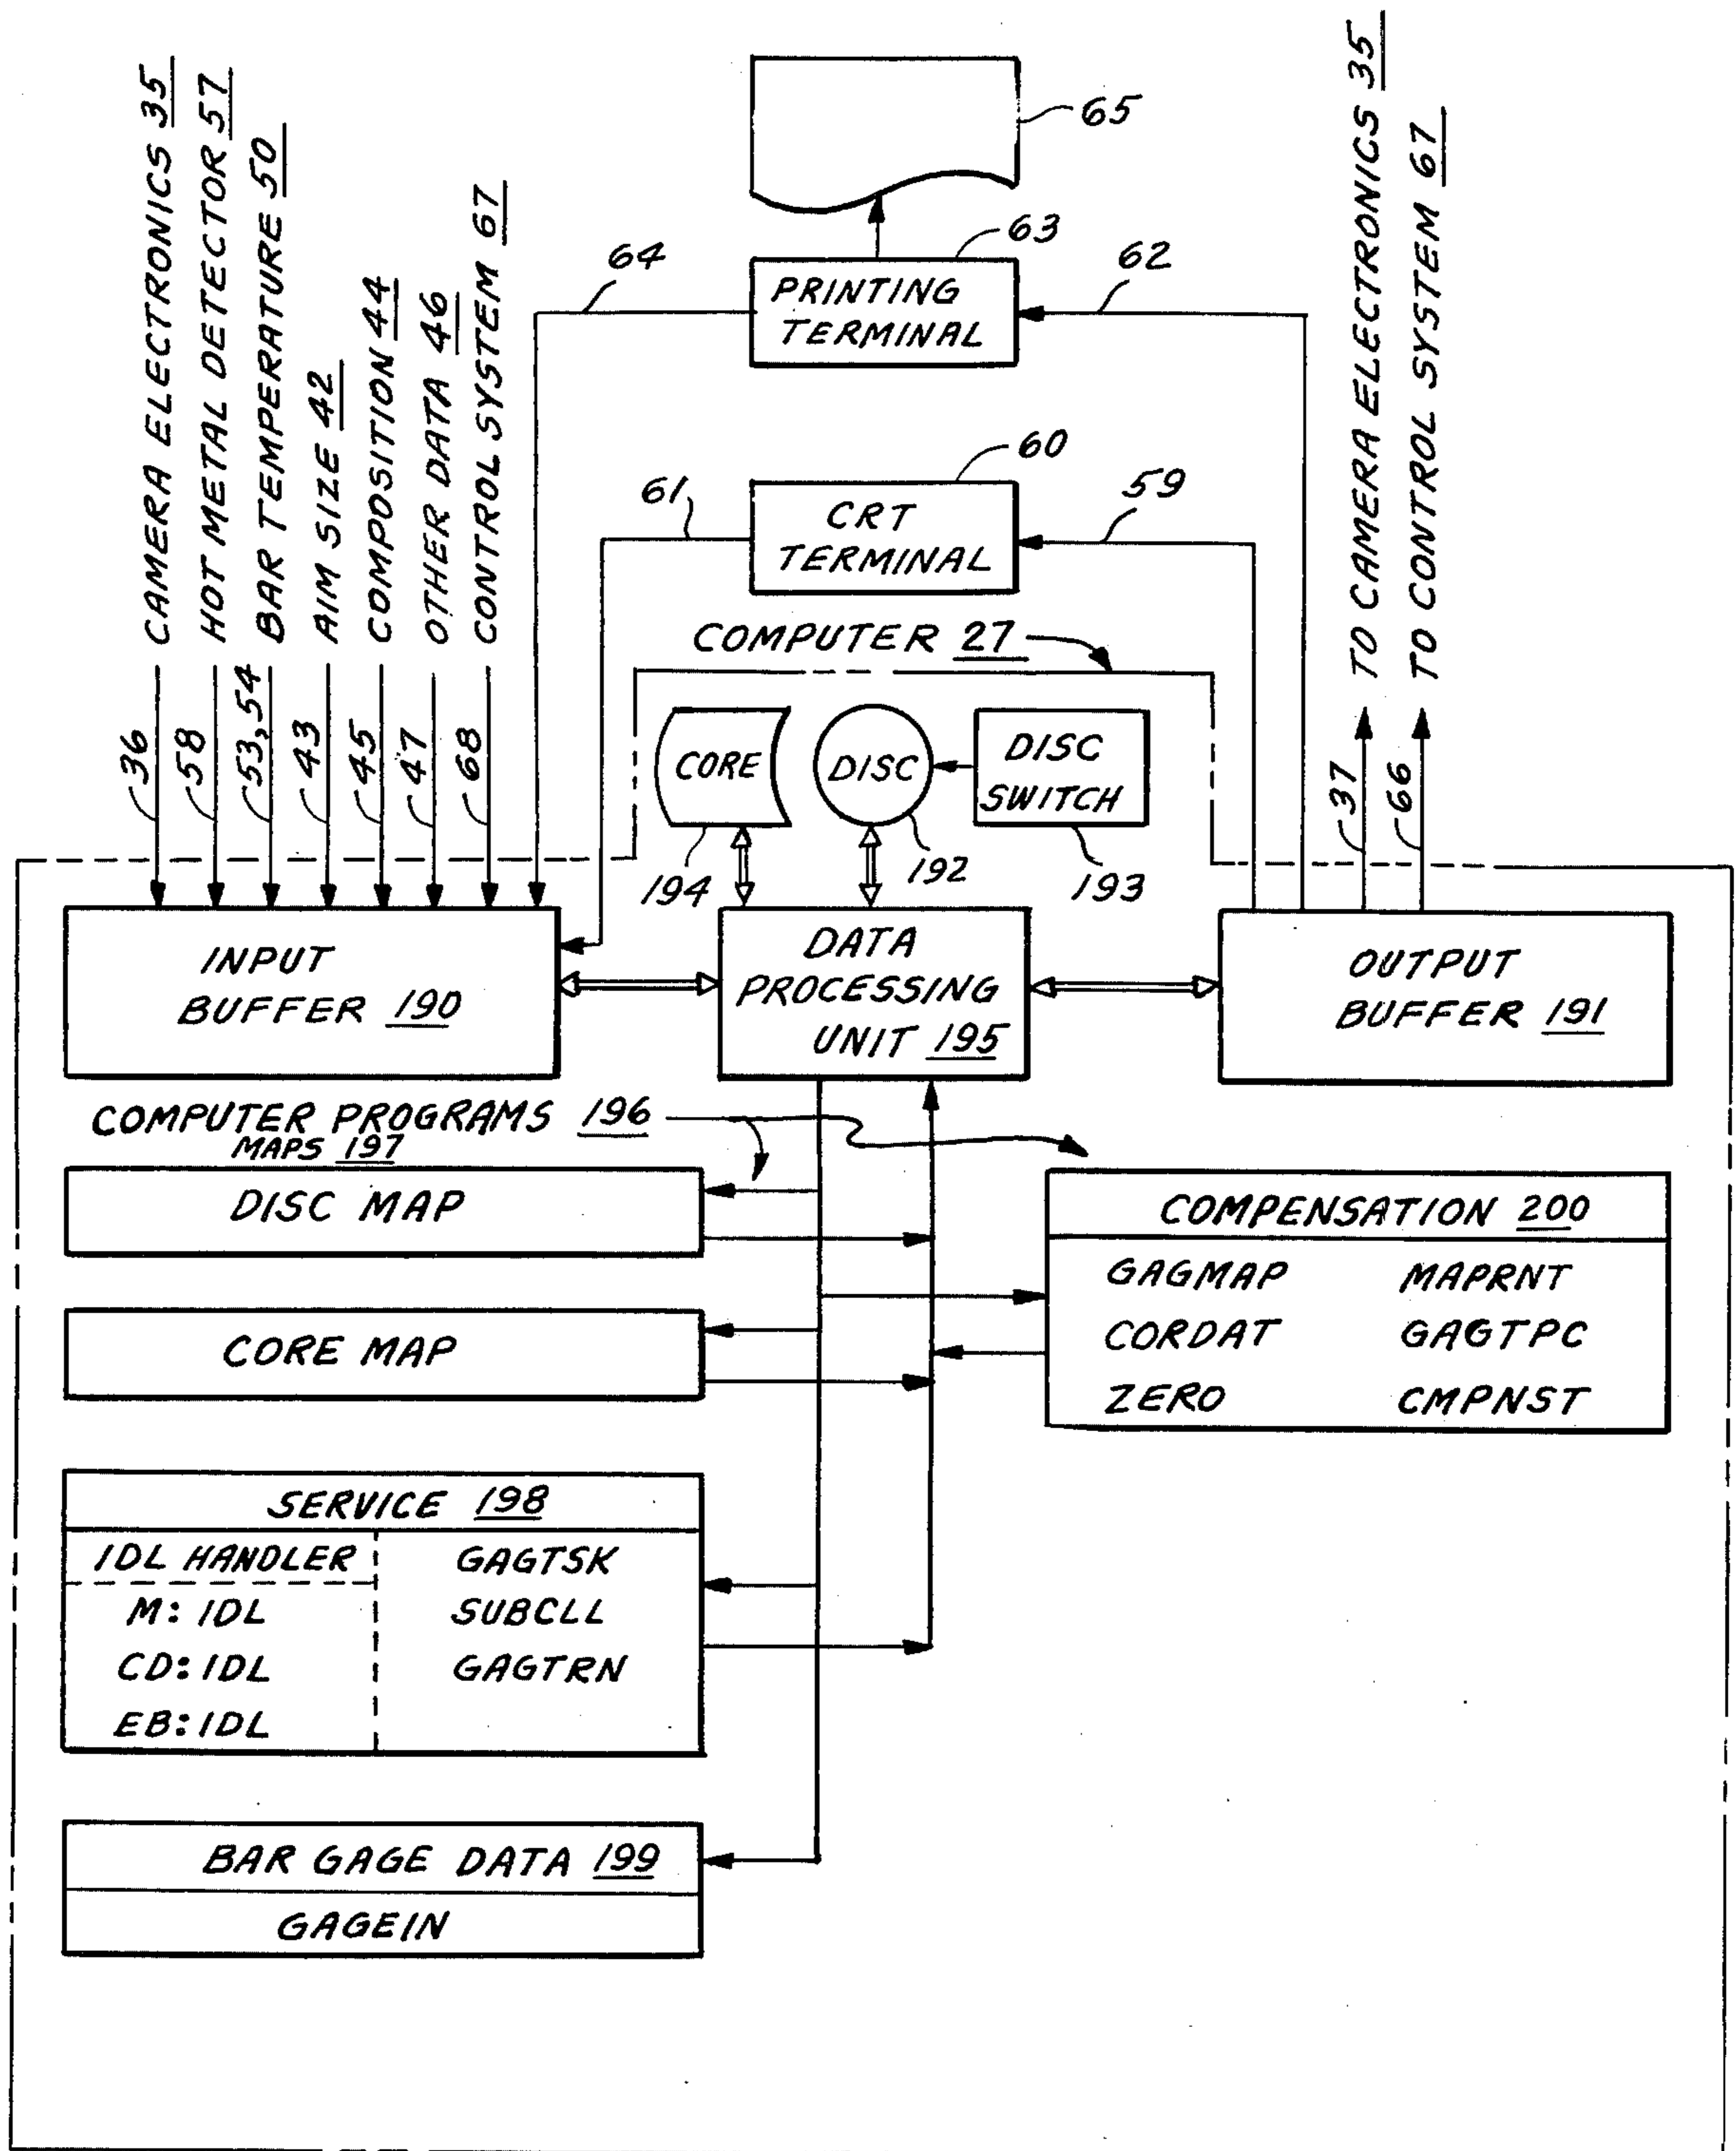 CAMERA ELECTRONICS 35
HOT METAL DETECTOR 57
BAR TEMPERATURE 50
AIM SIZE 42
COMPOSITION 44
OTHER DATA 46
CONTROL SYSTEM 67
36
58
53,54
43
45
47
68
65
63
64
62
PRINTING
TERMINAL
60
61
59
CRT
TERMINAL
TO CAMERA ELECTRONICS 35
TO CONTROL SYSTEM 67
37
66
COMPUTER 27
CORE
DISC
DISC
SWITCH
194
192
193
INPUT
BUFFER 190
DATA
PROCESSING
UNIT 195
OUTPUT
BUFFER 191
COMPUTER PROGRAMS 196
MAPS 197
DISC MAP
CORE MAP
COMPENSATION 200
GAGMAP MAPRNT
CORDAT GAGTPC
ZERO CMPNST
SERVICE 198
IDL HANDLER GAGTSK
M: IDL SUBCLL
CD: IDL GAGTRN
EB: IDL
BAR GAGE DATA 199
GAGEIN